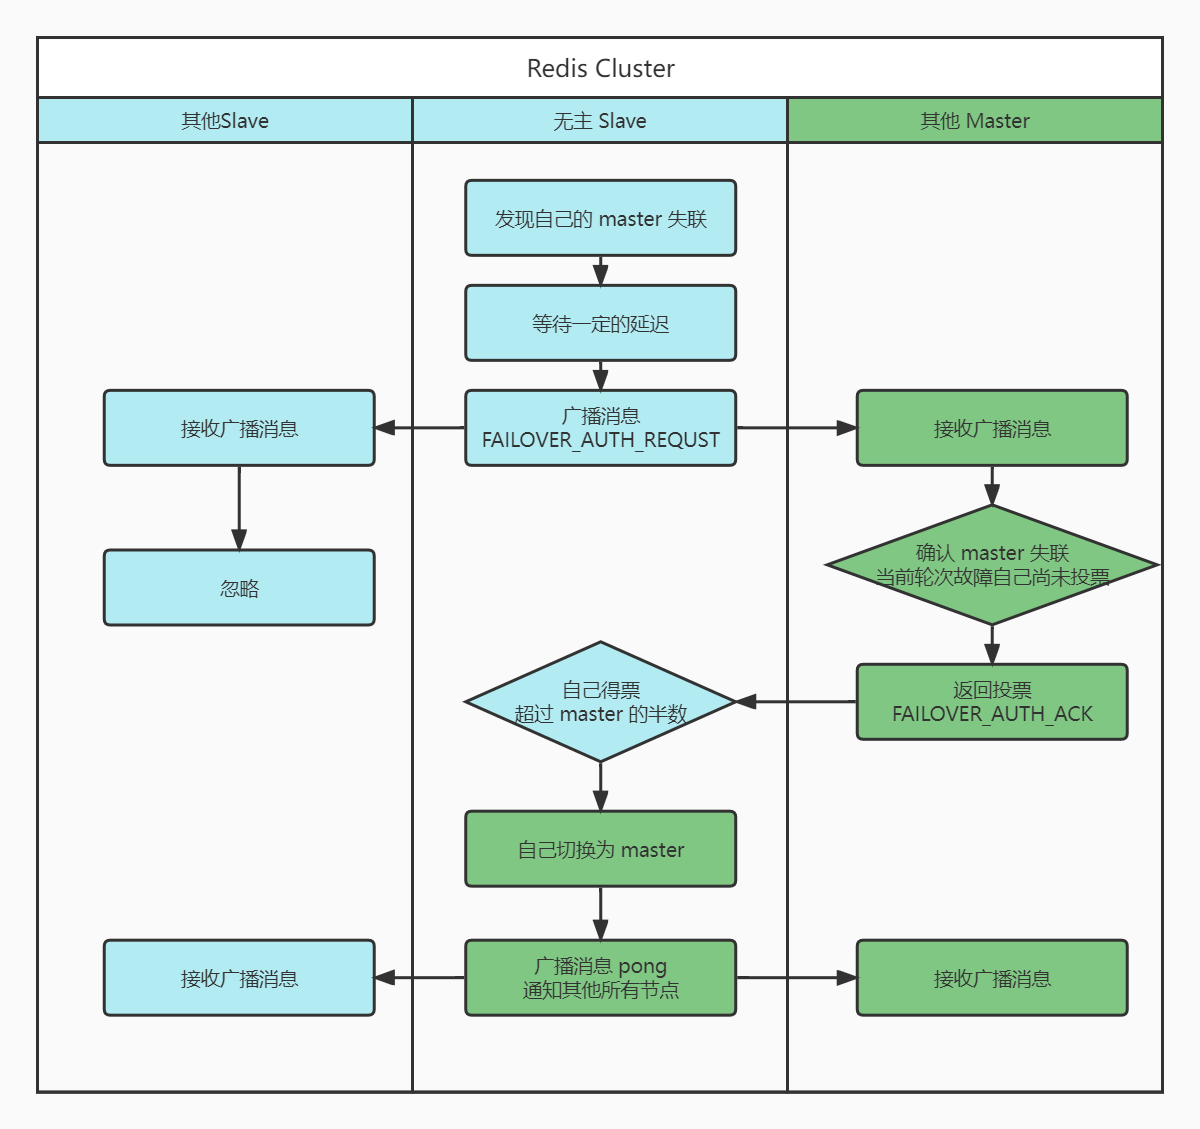 Redis Cluster
其他Slave
无主 Slave
其他 Master
发现自己的 master 失联
等待一定的延迟
接收广播消息
广播消息
FAILOVER_AUTH_REQUST
接收广播消息
确认 master 失联
当前轮次故障自己尚未投票
忽略
自己得票
超过 master 的半数
返回投票
FAILOVER_AUTH_ACK
自己切换为 master
接收广播消息
广播消息 pong
通知其他所有节点
接收广播消息